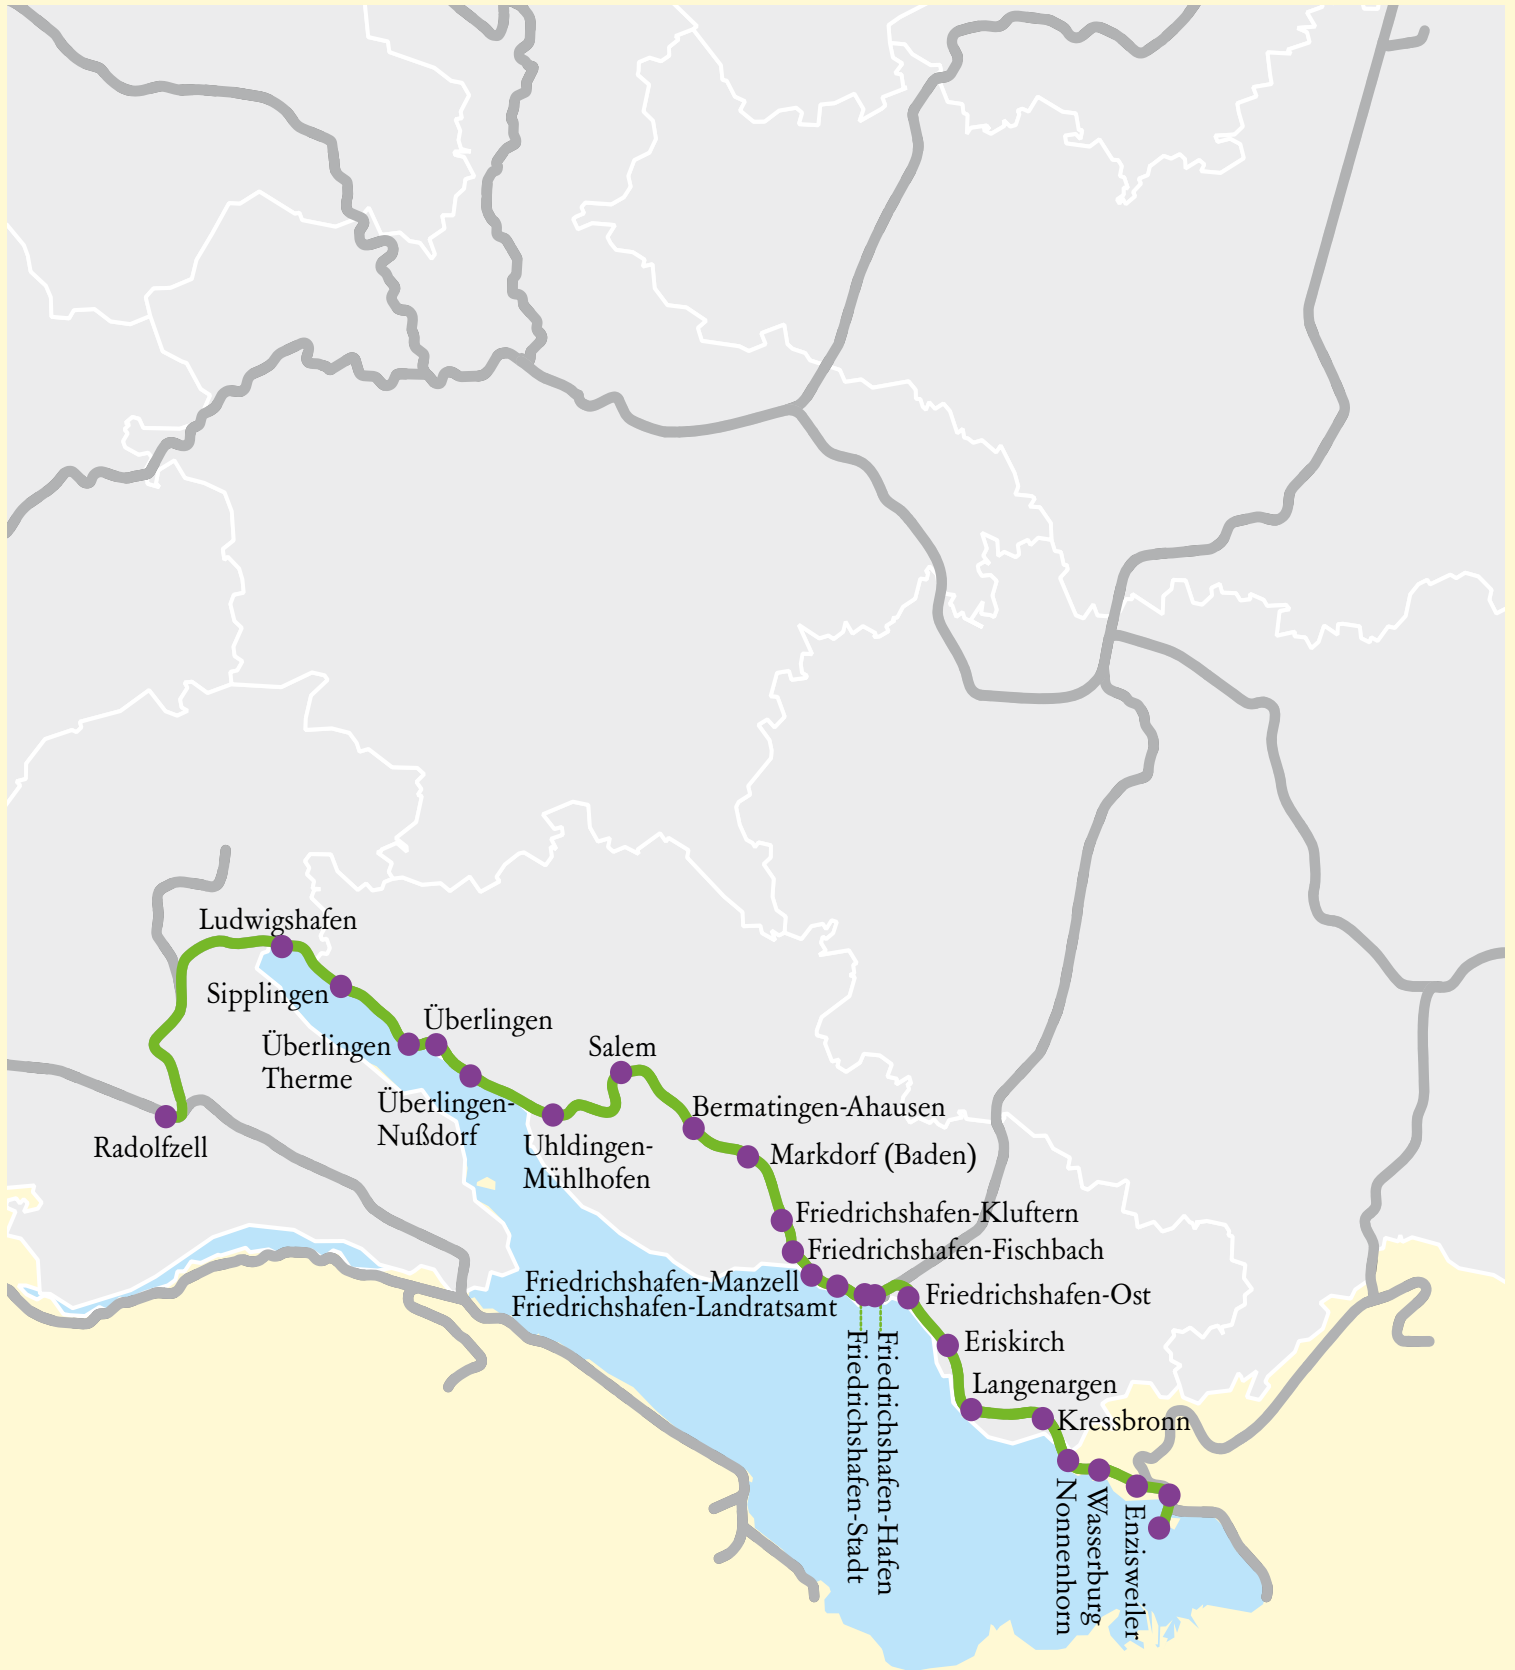 Ludwigshafen
Sipplingen
Überlingen
Überlingen
Therme
Salem
Überlingen-
Nußdorf
Bermatingen-Ahausen
Radolfzell
Uhldingen-
Mühlhofen
Markdorf (Baden)
Friedrichshafen-Kluftern
Friedrichshafen-Fischbach
Friedrichshafen-Manzell
Friedrichshafen-Landratsamt
Friedrichshafen-Ost
Friedrichshafen-Stadt
Friedrichshafen-Hafen
Eriskirch
Langenargen
Kressbronn
Nonnenhorn
Wasserburg
Enzisweiler